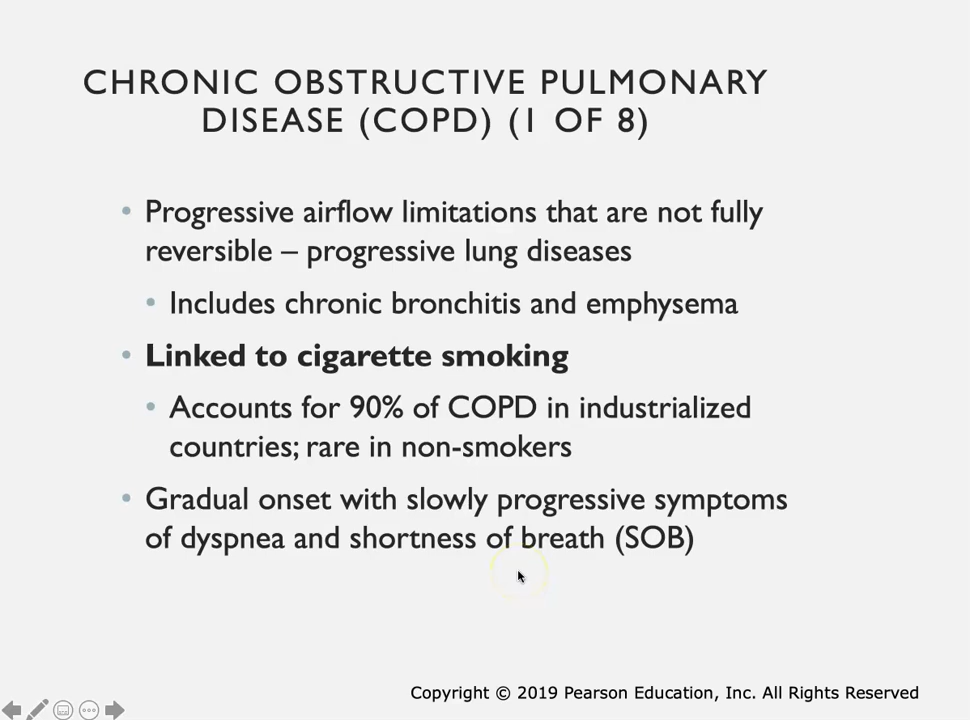 CHRONIC OBSTRUCTIVE PULMONARY
DISEASE (COPD) (1 OF 8)
• Progressive airflow limitations that are not fully
reversible – progressive lung diseases
• Includes chronic bronchitis and emphysema
• Linked to cigarette smoking
• Accounts for 90% of COPD in industrialized
countries; rare in non-smokers
• Gradual onset with slowly progressive symptoms
of dyspnea and shortness of breath (SOB)
Copyright © 2019 Pearson Education, Inc. All Rights Reserved